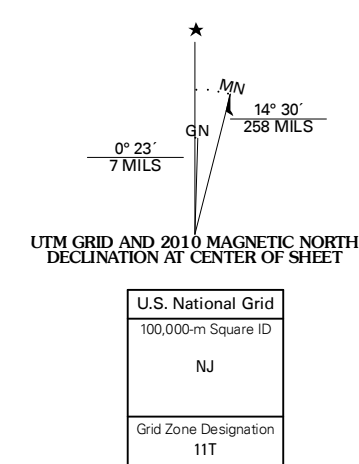 MN
14° 30´
258 MILS
GN
0° 23´
7 MILS
UTM GRID AND 2010 MAGNETIC NORTH
DECLINATION AT CENTER OF SHEET
U.S. National Grid
100,000-m Square ID
NJ
Grid Zone Designation
11T